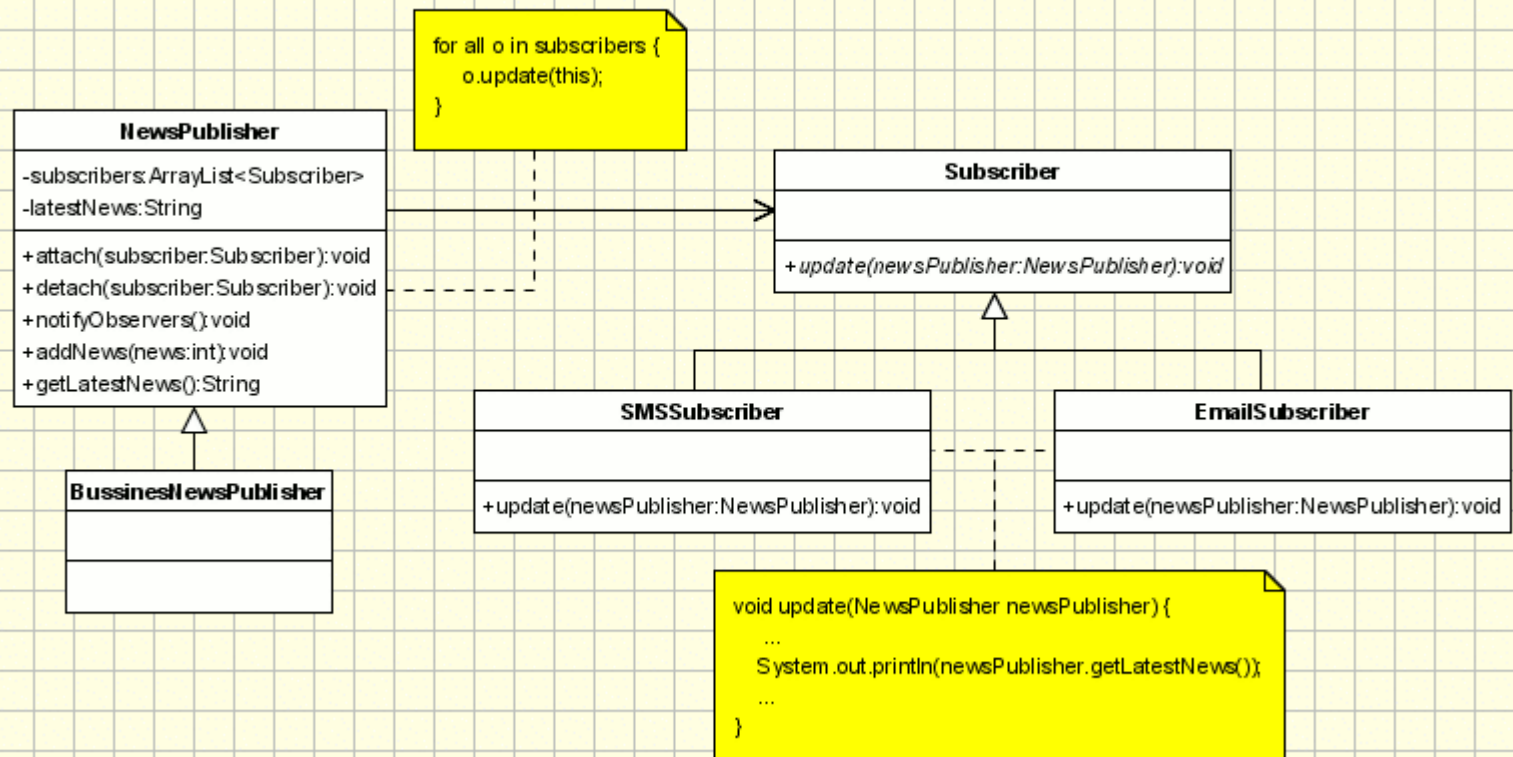 for all o in subscribers {
o.update(this);
}
NewsPublisher
-subscribers:ArrayList<Subscriber>
-latestNews:String
+attach(subscriber:Subscriber):void
+detach(subscriber:Subscriber):void
+notifyObservers():void
+addNews(news:int):void
+getLatestNews():String
BussinesNewsPublisher
Subscriber
+update(newsPublisher:NewsPublisher):void
SMSSubscriber
+update(newsPublisher:NewsPublisher):void
EmailSubscriber
+update(newsPublisher:NewsPublisher):void
void update(NewsPublisher newsPublisher) {
...
System.out.println(newsPublisher.getLatestNews());
...
}